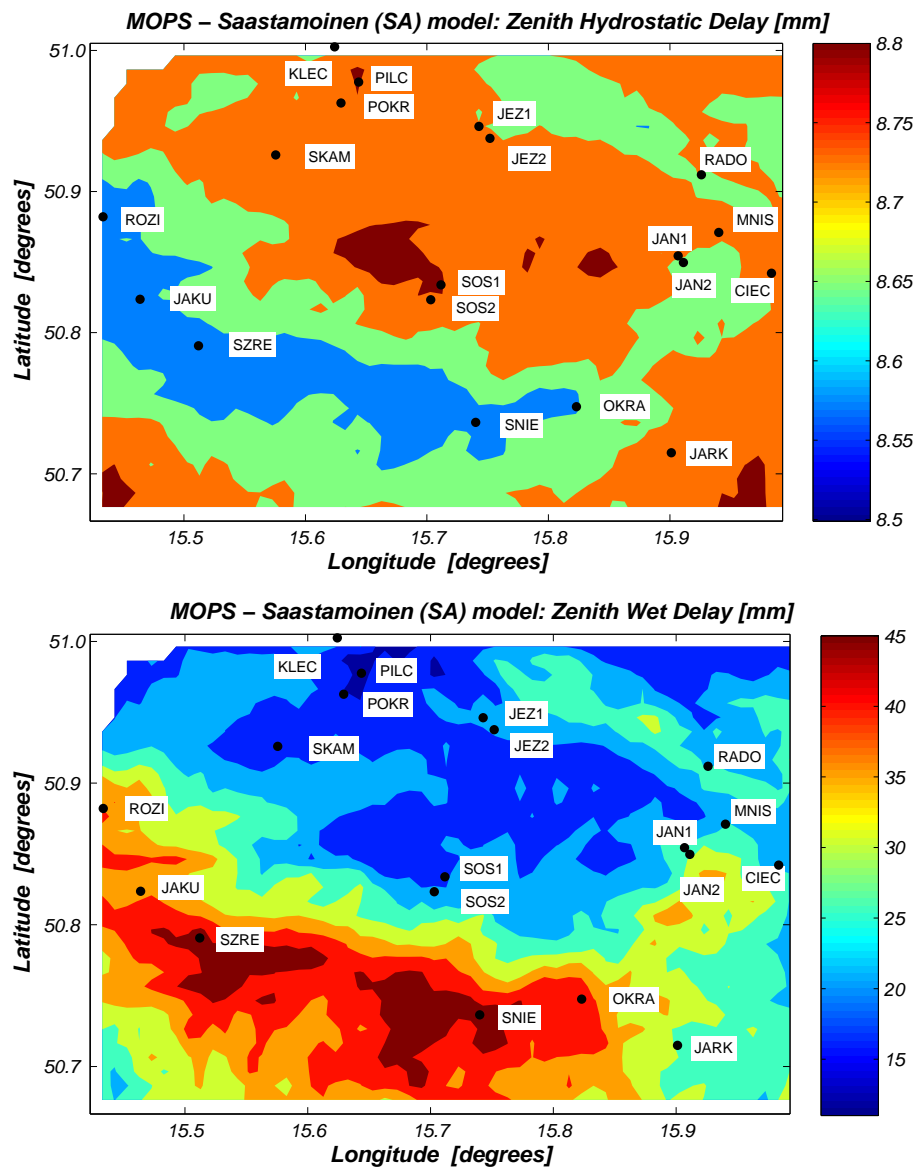 MOPS – Saastamoinen (SA) model: Zenith Hydrostatic Delay [mm]
51.0
50.9
50.8
50.7
Latitude [degrees]
KLEC
PILC
POKR
JEZ1
JEZ2
SKAM
RADO
ROZI
MNIS
JAN1
JAN2
CIEC
SOS1
SOS2
JAKU
SZRE
SNIE
OKRA
JARK
15.5
15.6
15.7
15.8
15.9
Longitude [degrees]
8.8
8.75
8.7
8.65
8.6
8.55
8.5
MOPS – Saastamoinen (SA) model: Zenith Wet Delay [mm]
51.0
50.9
50.8
50.7
Latitude [degrees]
KLEC
PILC
POKR
JEZ1
JEZ2
SKAM
RADO
ROZI
MNIS
JAN1
JAN2
CIEC
SOS1
SOS2
JAKU
SZRE
SNIE
OKRA
JARK
15.5
15.6
15.7
15.8
15.9
Longitude [degrees]
45
40
35
30
25
20
15